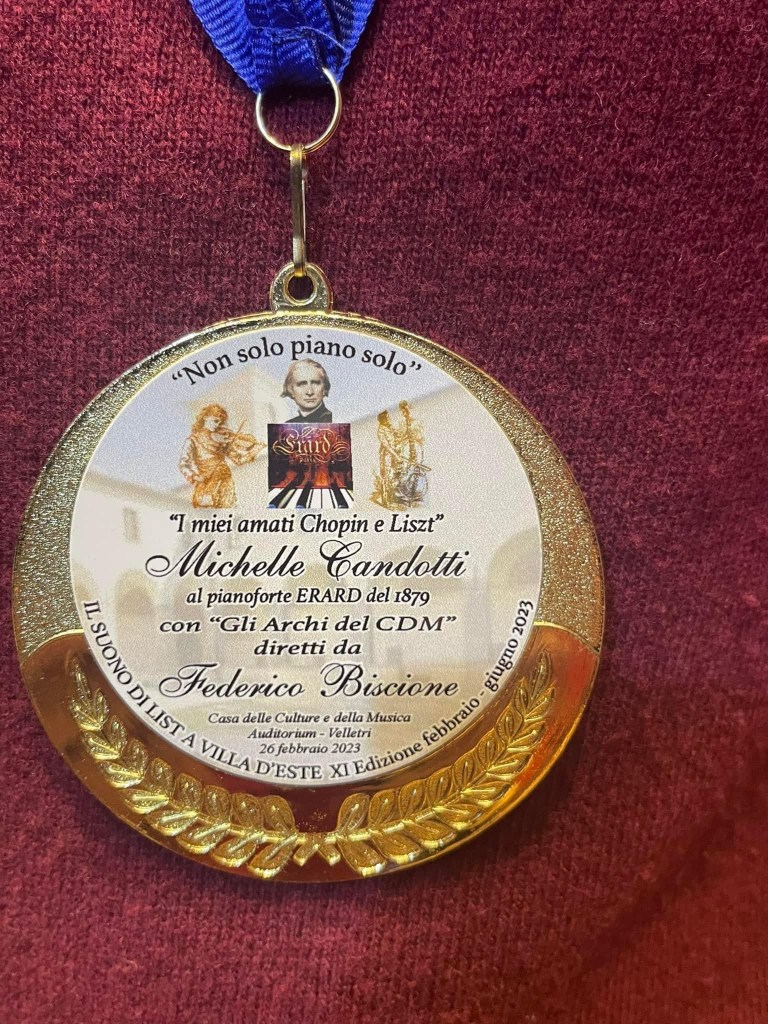 "Non solo piano solo"
Erard
"I miei amati Chopin e Liszt"
Michelle Candotti
al pianoforte ERARD del 1879
con "Gli Archi del CDM"
diretti da
Federico Biscione
Casa delle Culture e della Musica
Auditorium - Velletri
26 febbraio 2023
IL SUONO DI LIST A VILLA D'ESTE XI Edizione febbraio - giugno 2023